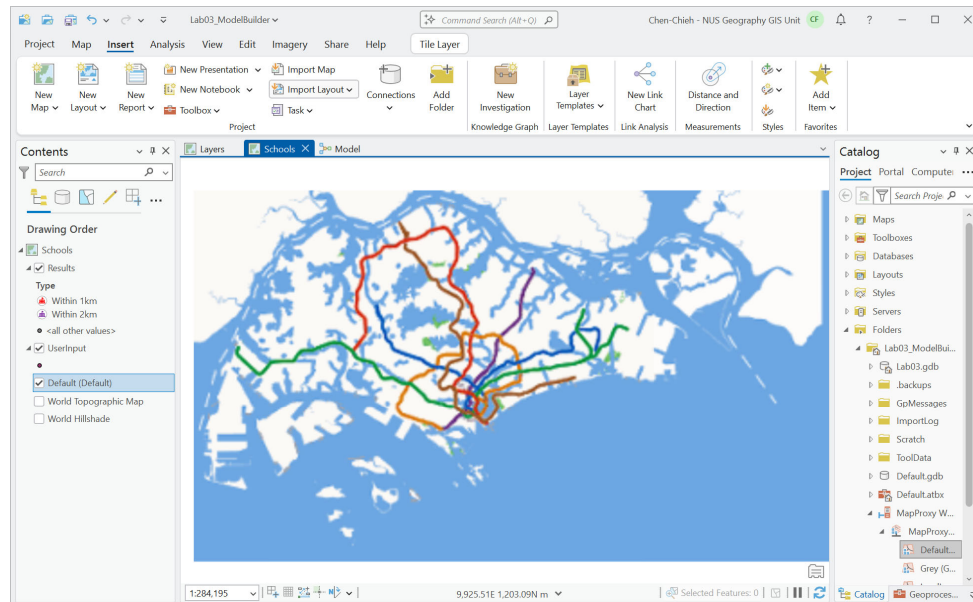 Lab03_ModelBuilder
Command Search (Alt+Q)
Chen-Chieh - NUS Geography GIS Unit
CF
?
Project Map Insert Analysis View Edit Imagery Share Help Tile Layer
New Map
New Layout
New Report
New Presentation
New Notebook
Toolbox
Import Map
Import Layout
Task
Connections
Add Folder
New Investigation
Layer Templates
New Link Chart
Distance and Direction
Add Item
Project
Knowledge Graph
Layer Templates
Link Analysis
Measurements
Styles
Favorites
Contents
Search
Drawing Order
Schools
Results
Type
Within 1km
Within 2km
<all other values>
UserInput
Default (Default)
World Topographic Map
World Hillshade
Layers
Schools
Model
1:284,195
9,925.51E 1,203.09N m
Selected Features: 0
Catalog
Project Portal Computer
Search Proje
Maps
Toolboxes
Databases
Layouts
Styles
Servers
Folders
Lab03_ModelBui...
Lab03.gdb
.backups
GpMessages
ImportLog
Scratch
ToolData
Default.gdb
Default.atbx
MapProxy W...
MapProxy...
Default...
Grey (G...
Catalog
Geoproces...